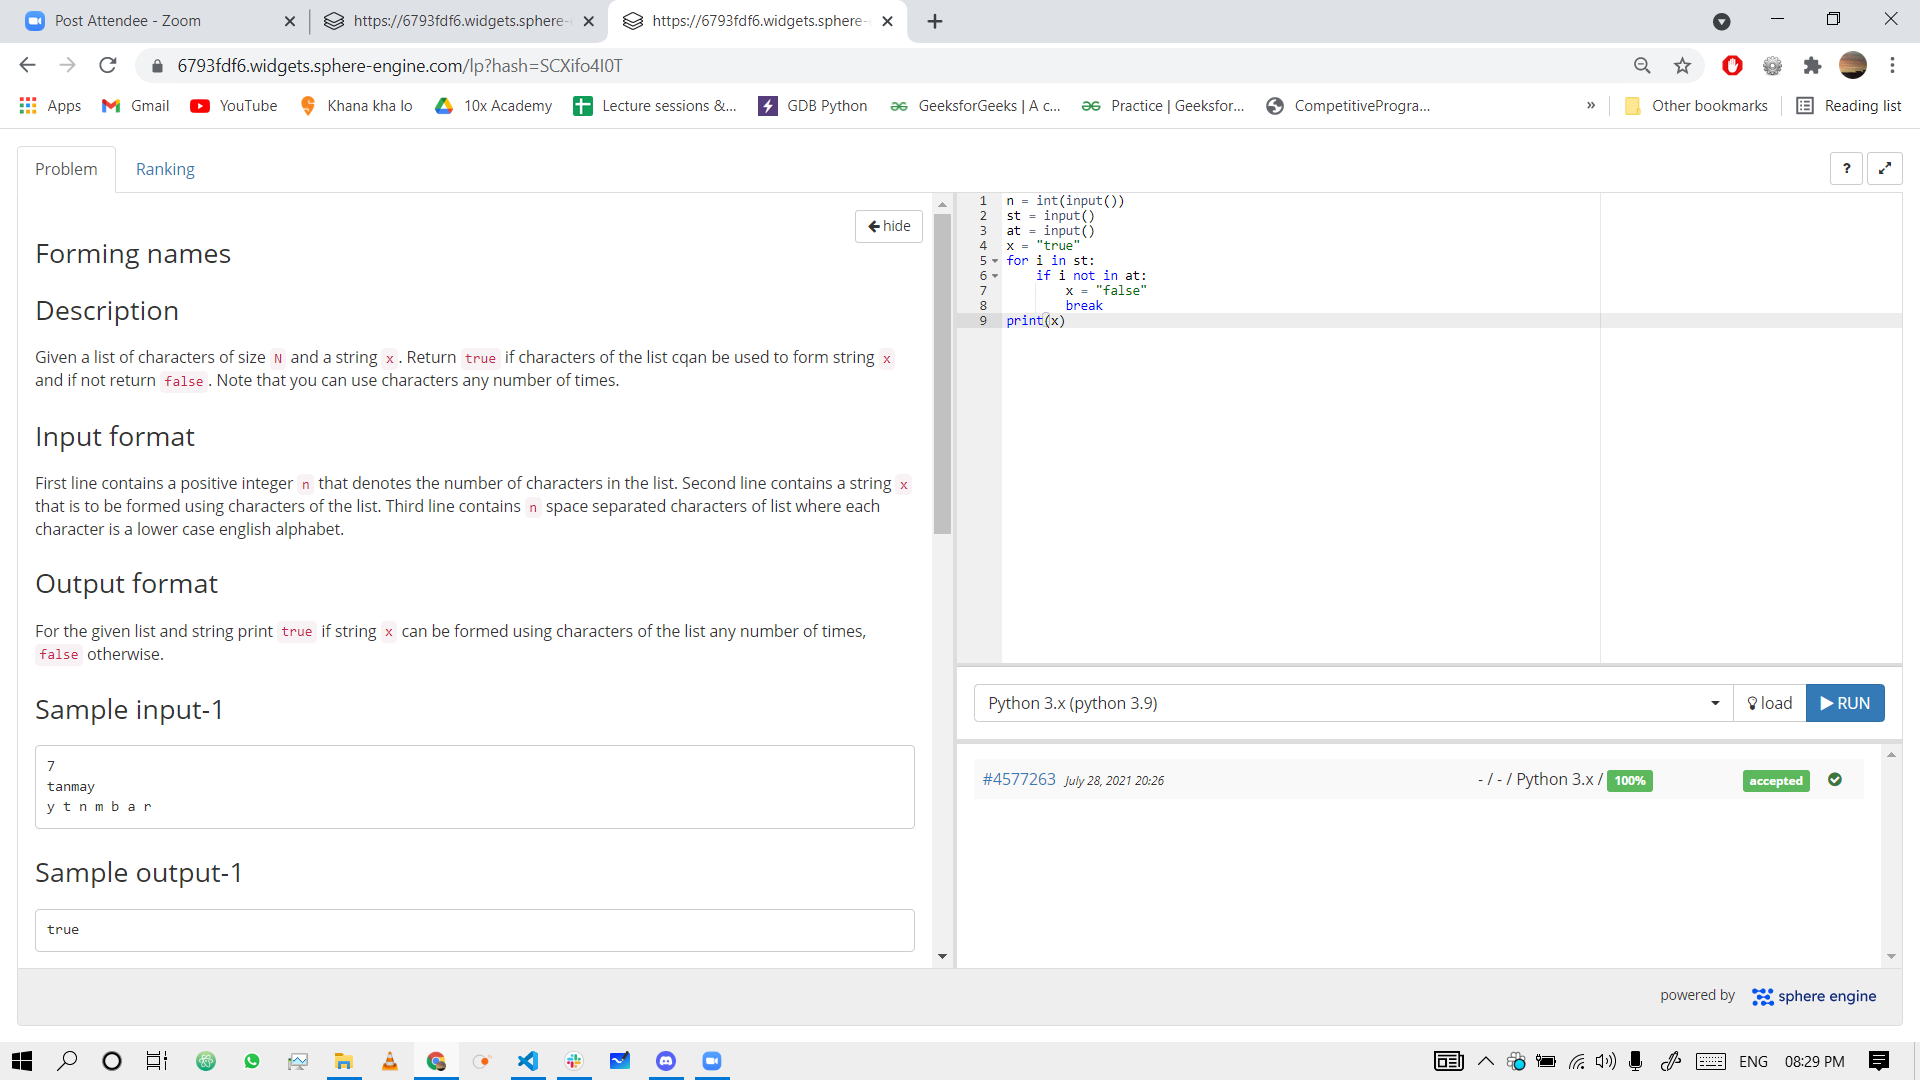 Post Attendee - Zoom
https://6793fdf6.widgets.sphere-
https://6793fdf6.widgets.sphere-
6793fdf6.widgets.sphere-engine.com/lp?hash=SCXifo4I0T
Apps Gmail YouTube Khana kha lo 10x Academy Lecture sessions &... GDB Python GeeksforGeeks | A c... Practice | Geeksfor... CompetitiveProgra... » Other bookmarks Reading list
Problem Ranking
?
hide
Forming names
Description
Given a list of characters of size N and a string x . Return true if characters of the list cqan be used to form string x
and if not return false . Note that you can use characters any number of times.
Input format
First line contains a positive integer n that denotes the number of characters in the list. Second line contains a string x
that is to be formed using characters of the list. Third line contains n space separated characters of list where each
character is a lower case english alphabet.
Output format
For the given list and string print true if string x can be formed using characters of the list any number of times,
false otherwise.
Sample input-1
7
tanmay
y t n m b a r
Sample output-1
true
1 n = int(input())
2 st = input()
3 at = input()
4 x = "true"
5 for i in st:
6 if i not in at:
7 x = "false"
8 break
9 print(x)
Python 3.x (python 3.9)
load
RUN
#4577263 July 28, 2021 20:26 - / - / Python 3.x / 100% accepted
powered by sphere engine
ENG 08:29 PM